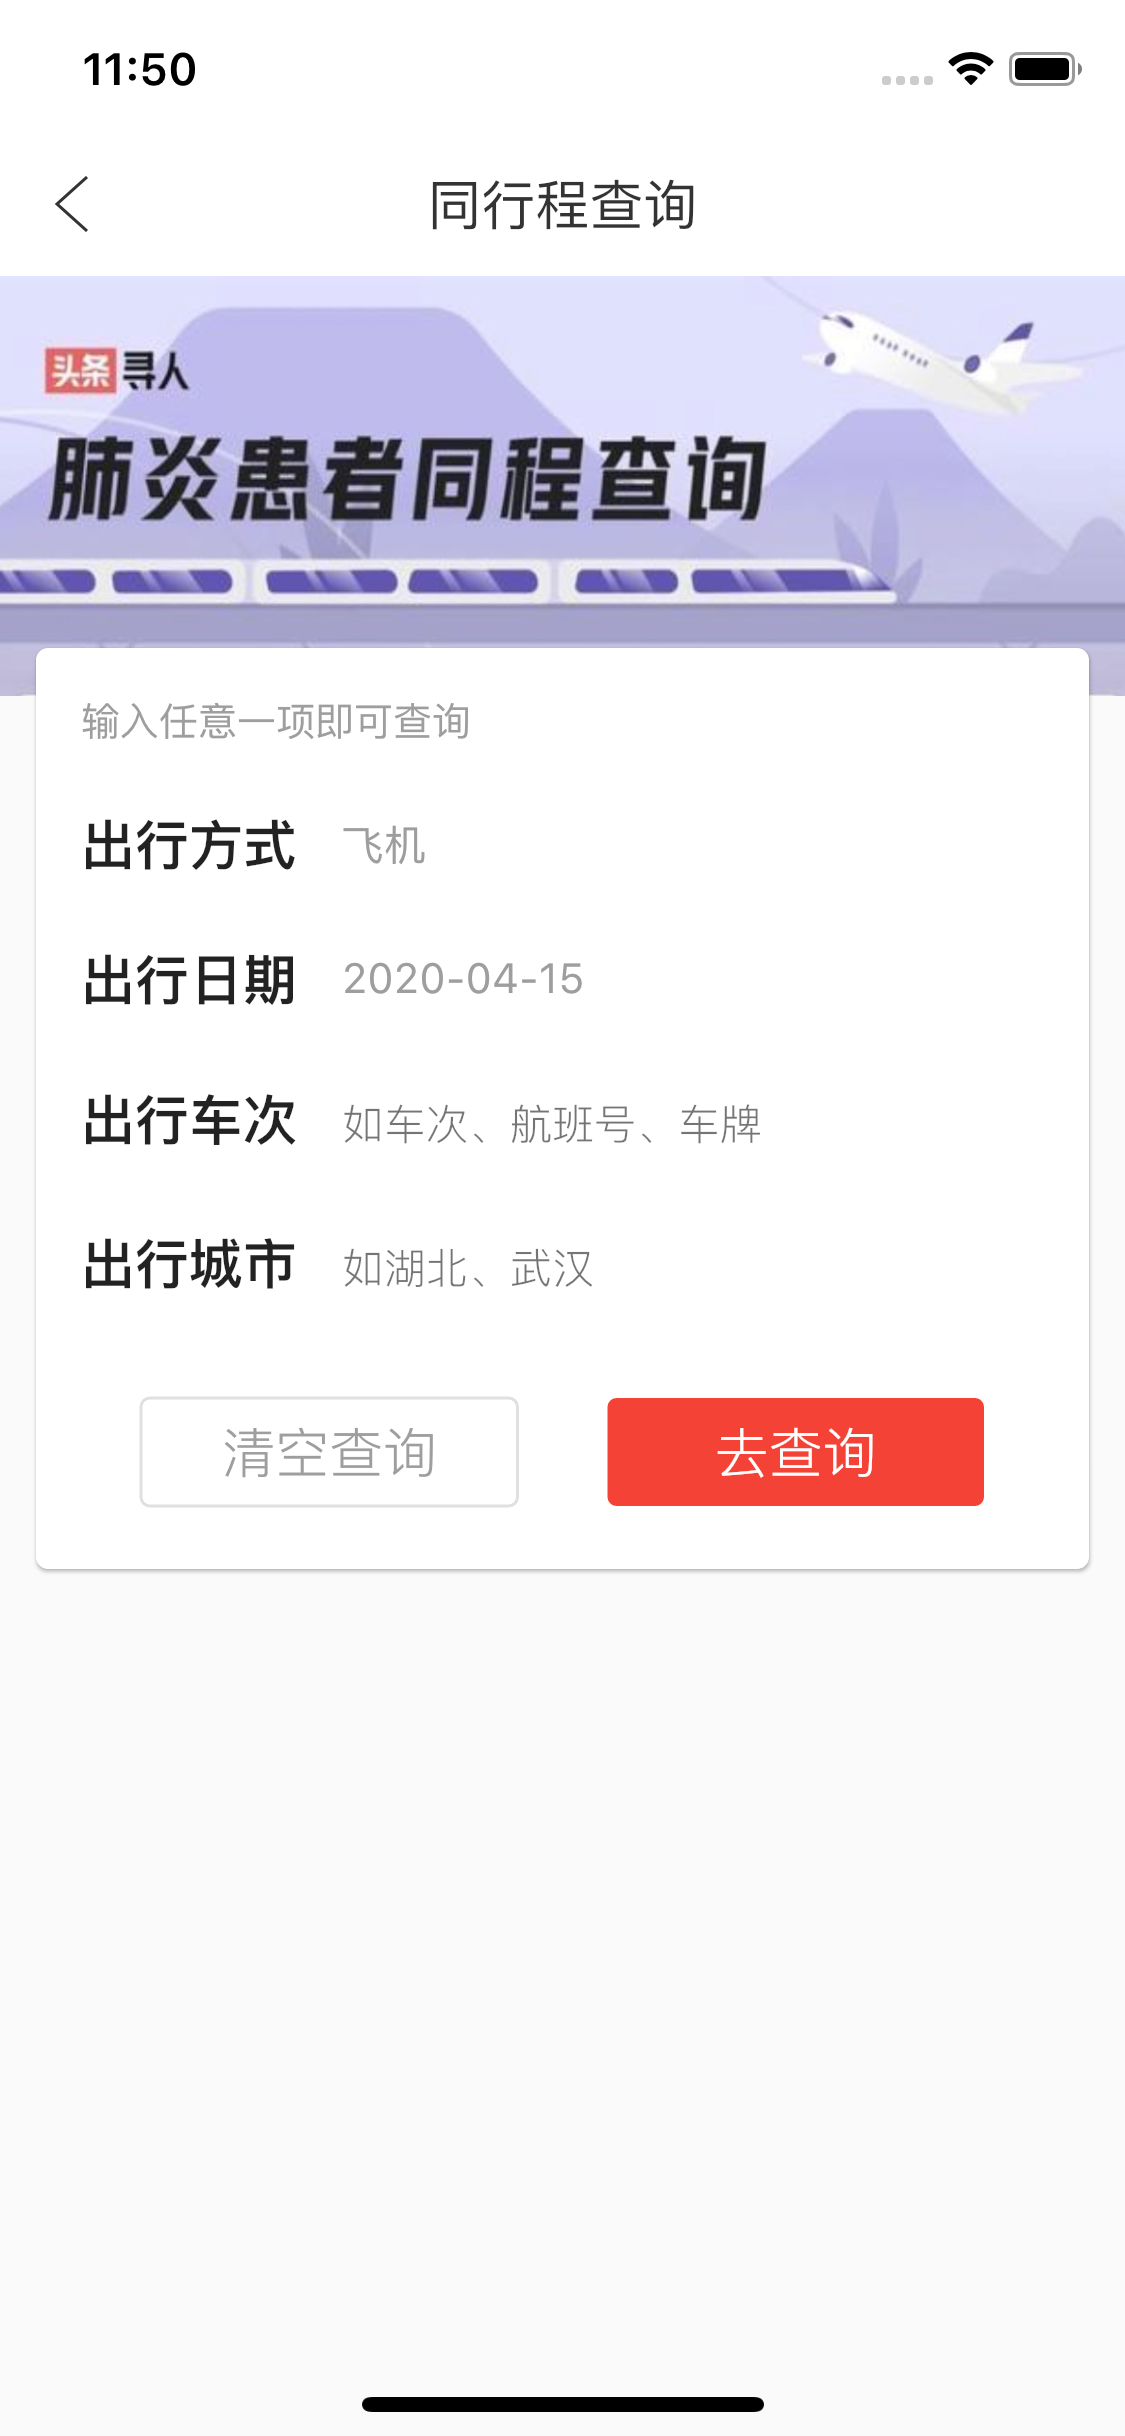 11:50
同行程查询
头条寻人
肺炎患者同程查询
输入任意一项即可查询
出行方式 飞机
出行日期 2020-04-15
出行车次 如车次、航班号、车牌
出行城市 如湖北、武汉
清空查询 去查询